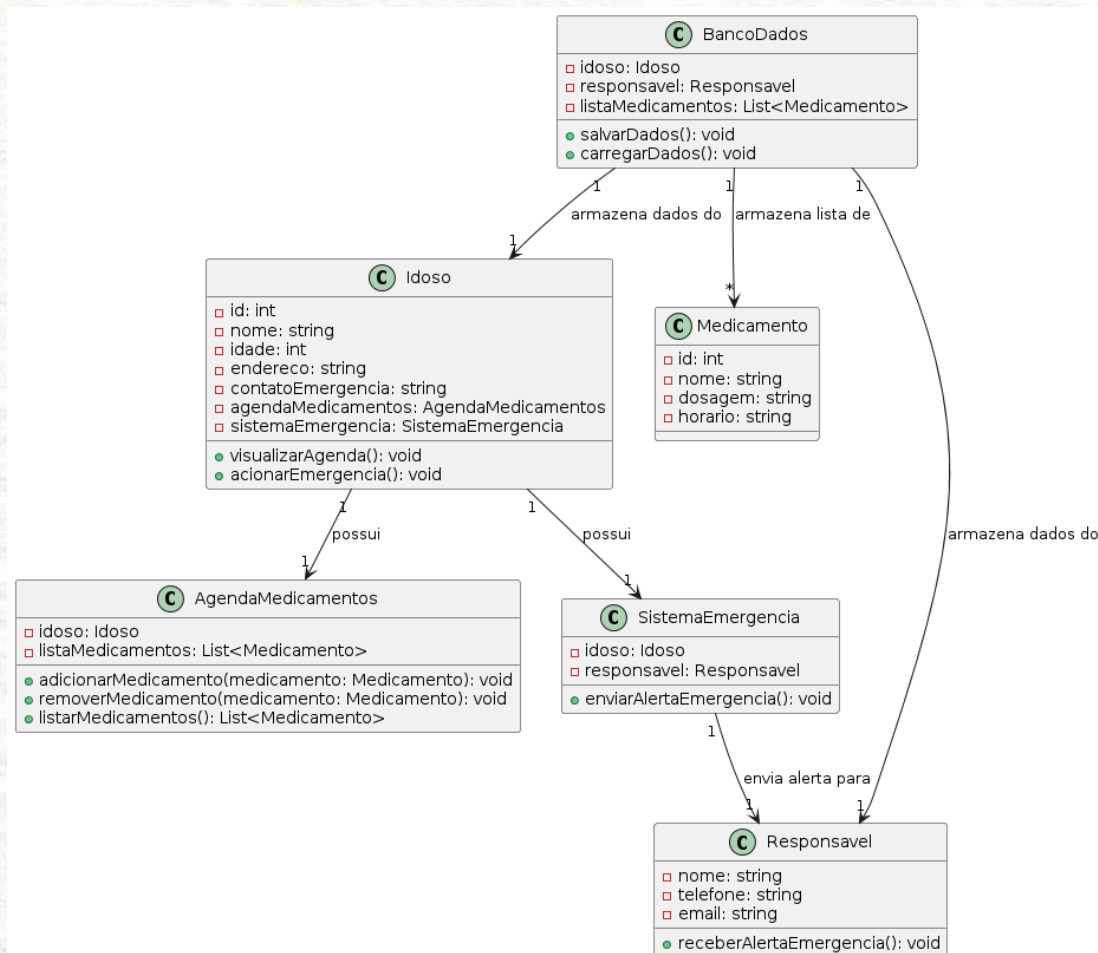 C BancoDados
idoso: Idoso
responsavel: Responsavel
listaMedicamentos: List<Medicamento>
salvarDados(): void
carregarDados(): void
1 1 1
armazena dados do armazena lista de
1
*
C Idoso
id: int
nome: string
idade: int
endereco: string
contatoEmergencia: string
agendaMedicamentos: AgendaMedicamentos
sistemaEmergencia: SistemaEmergencia
visualizarAgenda(): void
acionarEmergencia(): void
C Medicamento
id: int
nome: string
dosagem: string
horario: string
1 1
possui possui armazena dados do
1 1
C AgendaMedicamentos
idoso: Idoso
listaMedicamentos: List<Medicamento>
adicionarMedicamento(medicamento: Medicamento): void
removerMedicamento(medicamento: Medicamento): void
listarMedicamentos(): List<Medicamento>
C SistemaEmergencia
idoso: Idoso
responsavel: Responsavel
enviarAlertaEmergencia(): void
1
envia alerta para
1 1
C Responsavel
nome: string
telefone: string
email: string
receberAlertaEmergencia(): void